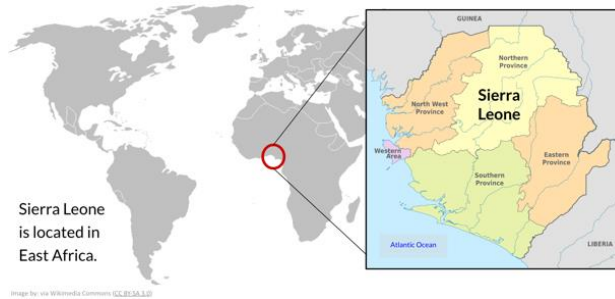 GUINEA
Northern
Province
Sierra
Leone
North West
Province
Western
Area
Eastern
Province
Southern
Province
Atlantic Ocean
LIBERIA
Sierra Leone
is located in
East Africa.
Image by: via Wikimedia Commons (CC BY-SA 3.0)